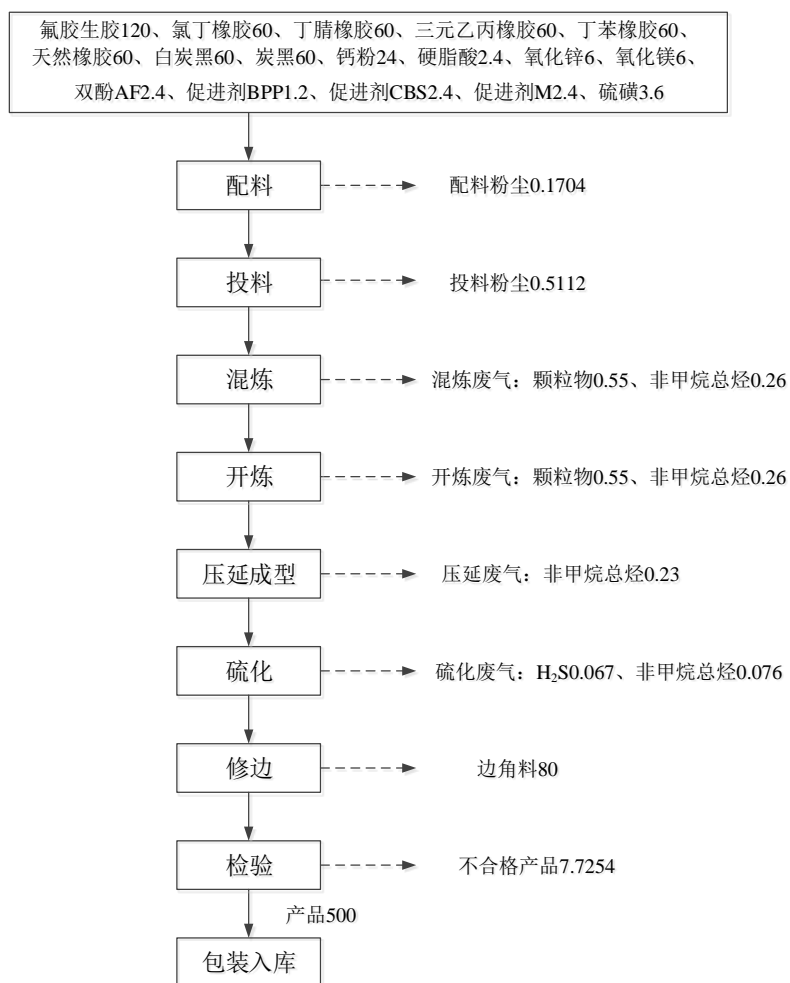 氟胶生胶120、氯丁橡胶60、丁腈橡胶60、三元乙丙橡胶60、丁苯橡胶60、
天然橡胶60、白炭黑60、炭黑60、钙粉24、硬脂酸2.4、氧化锌6、氧化镁6、
双酚AF2.4、促进剂BPP1.2、促进剂CBS2.4、促进剂M2.4、硫磺3.6
配料
配料粉尘0.1704
投料
投料粉尘0.5112
混炼
混炼废气：颗粒物0.55、非甲烷总烃0.26
开炼
开炼废气：颗粒物0.55、非甲烷总烃0.26
压延成型
压延废气：非甲烷总烃0.23
硫化
硫化废气：H₂S0.067、非甲烷总烃0.076
修边
边角料80
检验
不合格产品7.7254
产品500
包装入库